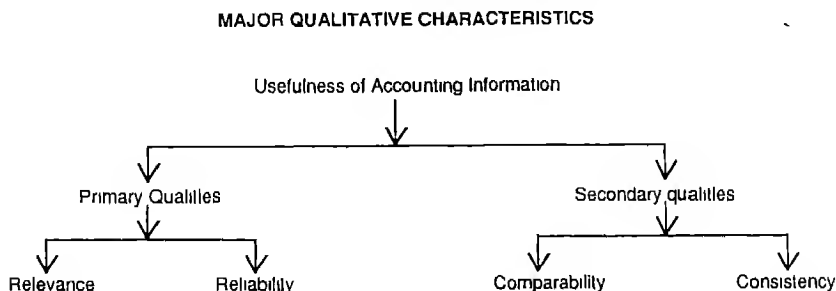 MAJOR QUALITATIVE CHARACTERISTICS
Usefulness of Accounting Information
Primary Qualities Secondary qualities
Relevance Reliability Comparability Consistency